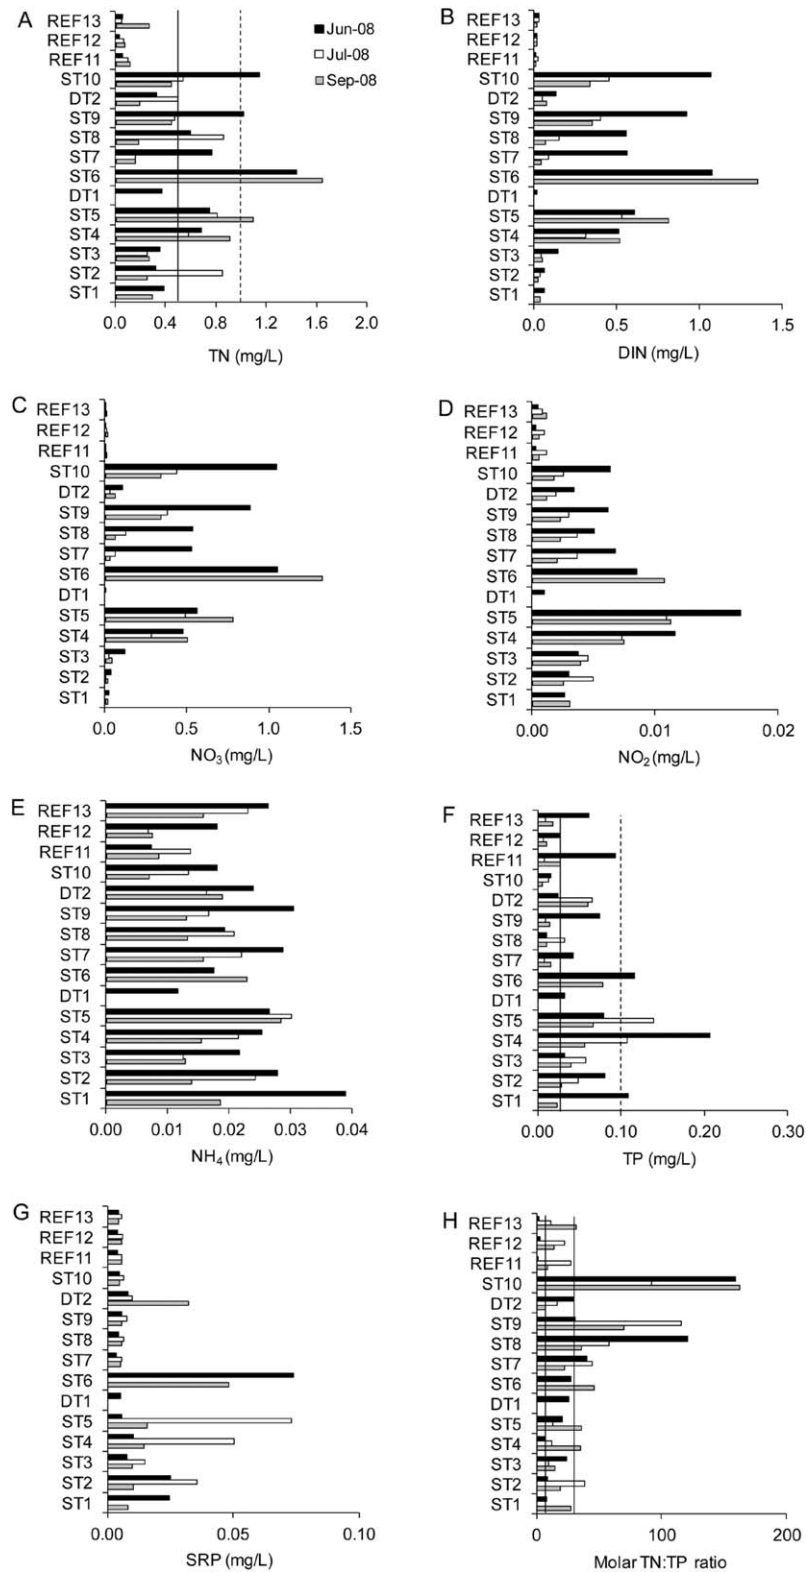 A
REF13
REF12
REF11
ST10
DT2
ST9
ST8
ST7
ST6
DT1
ST5
ST4
ST3
ST2
ST1
Jun-08
Jul-08
Sep-08
0.0 0.4 0.8 1.2 1.6 2.0
TN (mg/L)
B
REF13
REF12
REF11
ST10
DT2
ST9
ST8
ST7
ST6
DT1
ST5
ST4
ST3
ST2
ST1
0.0 0.5 1.0 1.5
DIN (mg/L)
C
REF13
REF12
REF11
ST10
DT2
ST9
ST8
ST7
ST6
DT1
ST5
ST4
ST3
ST2
ST1
0.0 0.5 1.0 1.5
NO₃(mg/L)
D
REF13
REF12
REF11
ST10
DT2
ST9
ST8
ST7
ST6
DT1
ST5
ST4
ST3
ST2
ST1
0.00 0.01 0.02
NO₂(mg/L)
E
REF13
REF12
REF11
ST10
DT2
ST9
ST8
ST7
ST6
DT1
ST5
ST4
ST3
ST2
ST1
0.00 0.01 0.02 0.03 0.04
NH₄(mg/L)
F
REF13
REF12
REF11
ST10
DT2
ST9
ST8
ST7
ST6
DT1
ST5
ST4
ST3
ST2
ST1
0.00 0.10 0.20 0.30
TP (mg/L)
G
REF13
REF12
REF11
ST10
DT2
ST9
ST8
ST7
ST6
DT1
ST5
ST4
ST3
ST2
ST1
0.00 0.05 0.10
SRP (mg/L)
H
REF13
REF12
REF11
ST10
DT2
ST9
ST8
ST7
ST6
DT1
ST5
ST4
ST3
ST2
ST1
0 100 200
Molar TN:TP ratio